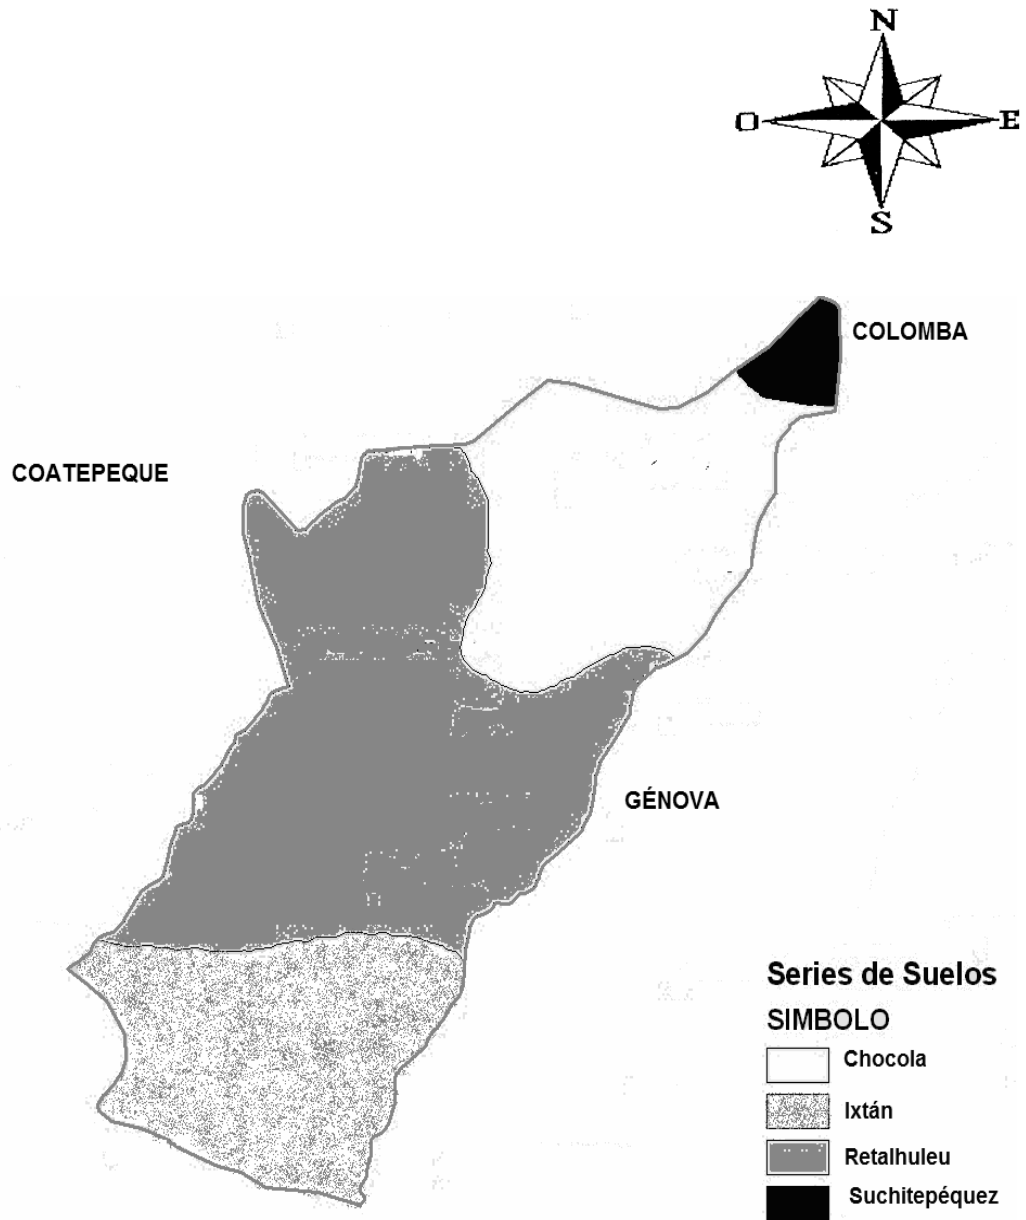 N
O
E
S
COLOMBA
COATEPEQUE
GÉNOVA
Series de Suelos
SIMBOLO
Chocola
Ixtán
Retalhuleu
Suchitepéquez